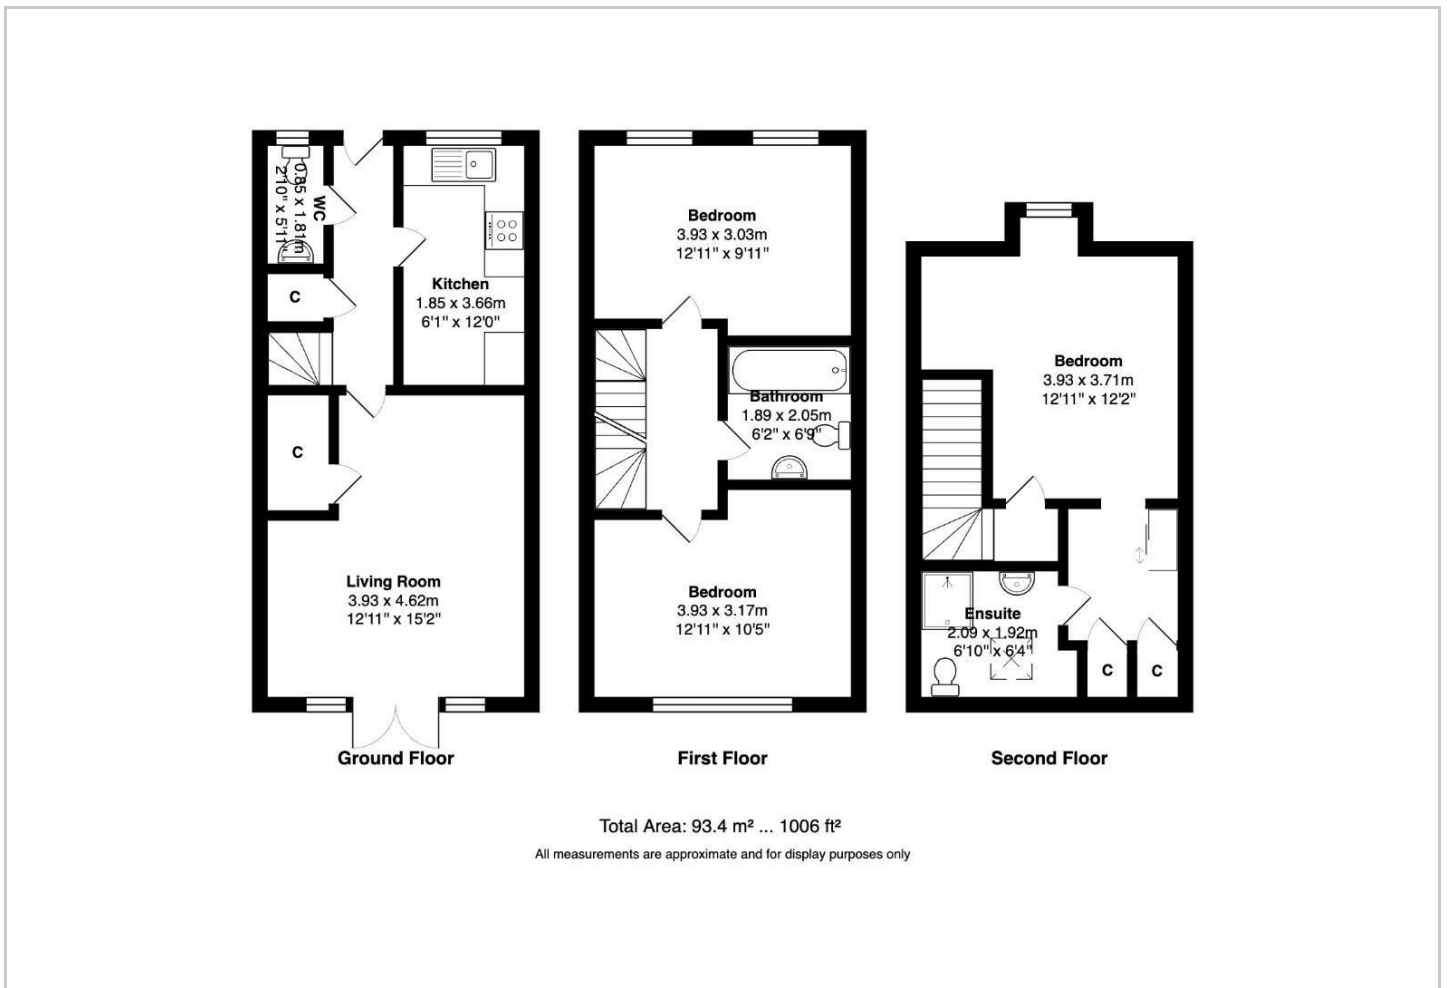 WC
0.85 x 1.81m
2'10" x 5'11"
C
Kitchen
1.85 x 3.66m
6'1" x 12'0"
C
Living Room
3.93 x 4.62m
12'11" x 15'2"
Ground Floor
Bedroom
3.93 x 3.03m
12'11" x 9'11"
Bathroom
1.89 x 2.05m
6'2" x 6'9"
Bedroom
3.93 x 3.17m
12'11" x 10'5"
First Floor
Bedroom
3.93 x 3.71m
12'11" x 12'2"
Ensuite
2.09 x 1.92m
6'10" x 6'4"
C
C
Second Floor
Total Area: 93.4 m² ... 1006 ft²
All measurements are approximate and for display purposes only